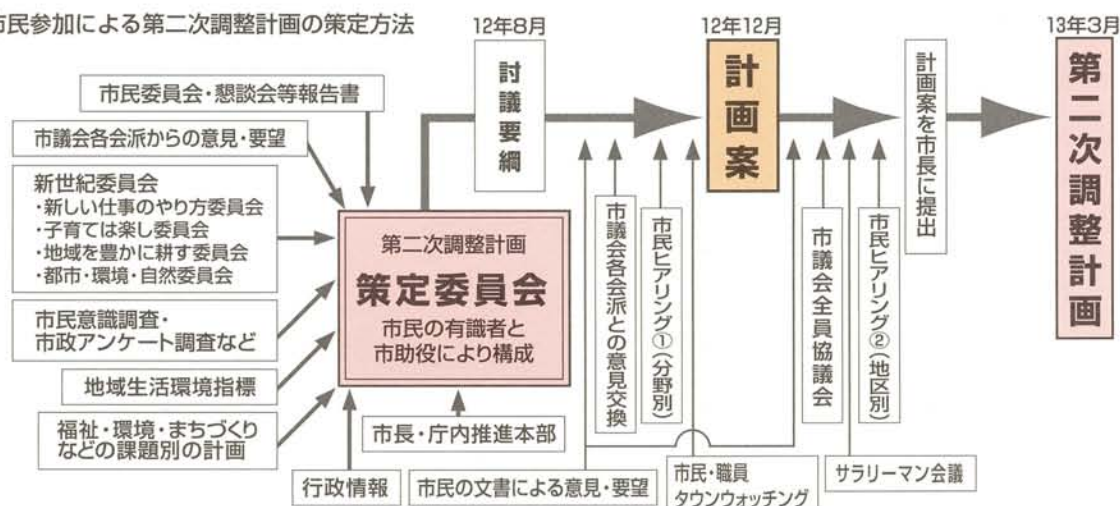 市民参加による第二次調整計画の策定方法
12年8月
12年12月
13年3月
討議要綱
計画案
計画案を市長に提出
第二次調整計画
市民委員会・懇談会等報告書
市議会各会派からの意見・要望
新世紀委員会
・新しい仕事のやり方委員会
・子育ては楽し委員会
・地域を豊かに耕す委員会
・都市・環境・自然委員会
市民意識調査・
市政アンケート調査など
地域生活環境指標
福祉・環境・まちづくり
などの課題別の計画
行政情報
市長・庁内推進本部
第二次調整計画
策定委員会
市民の有識者と
市助役により構成
市議会各会派との意見交換
市民ヒアリング①(分野別)
市議会全員協議会
市民ヒアリング②(地区別)
市民の文書による意見・要望
市民・職員
タウンウォッチング
サラリーマン会議